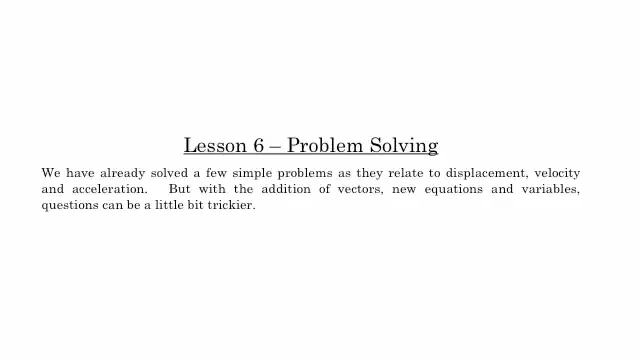 Lesson 6 – Problem Solving
We have already solved a few simple problems as they relate to displacement, velocity
and acceleration. But with the addition of vectors, new equations and variables,
questions can be a little bit trickier.